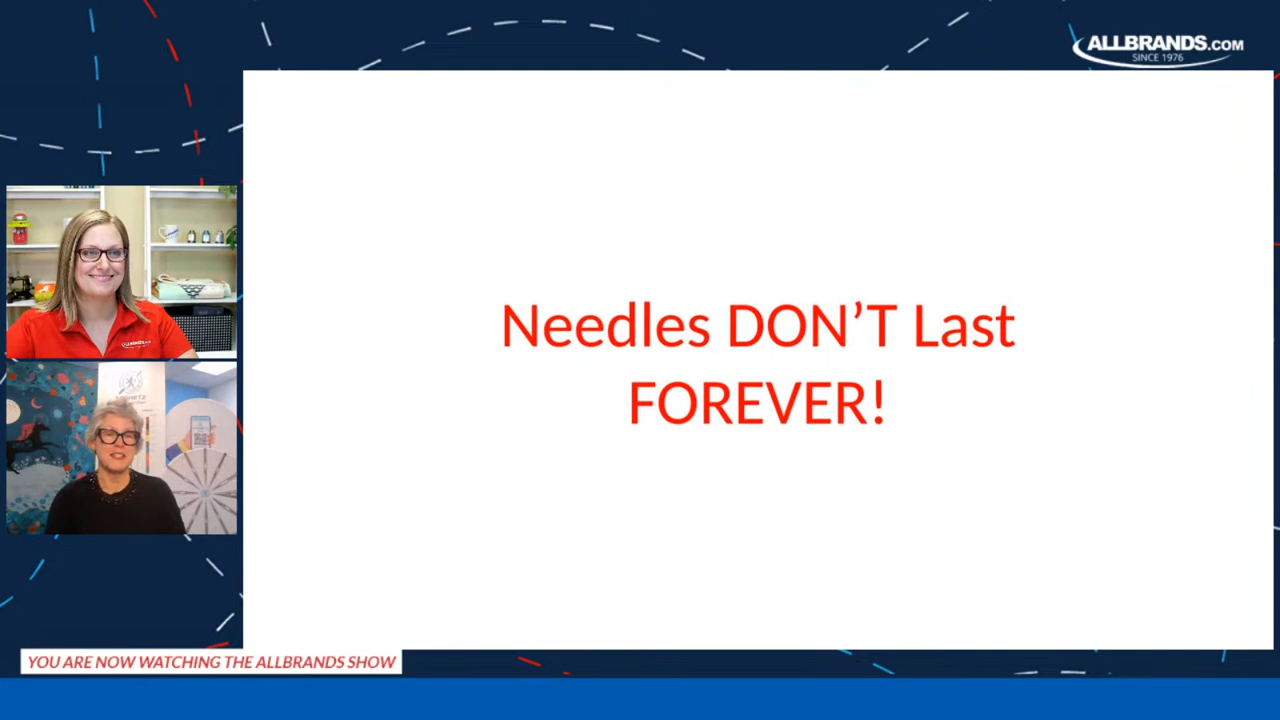 ALLBRANDS.COM
SINCE 1976
Needles DON’T Last
FOREVER!
YOU ARE NOW WATCHING THE ALLBRANDS SHOW